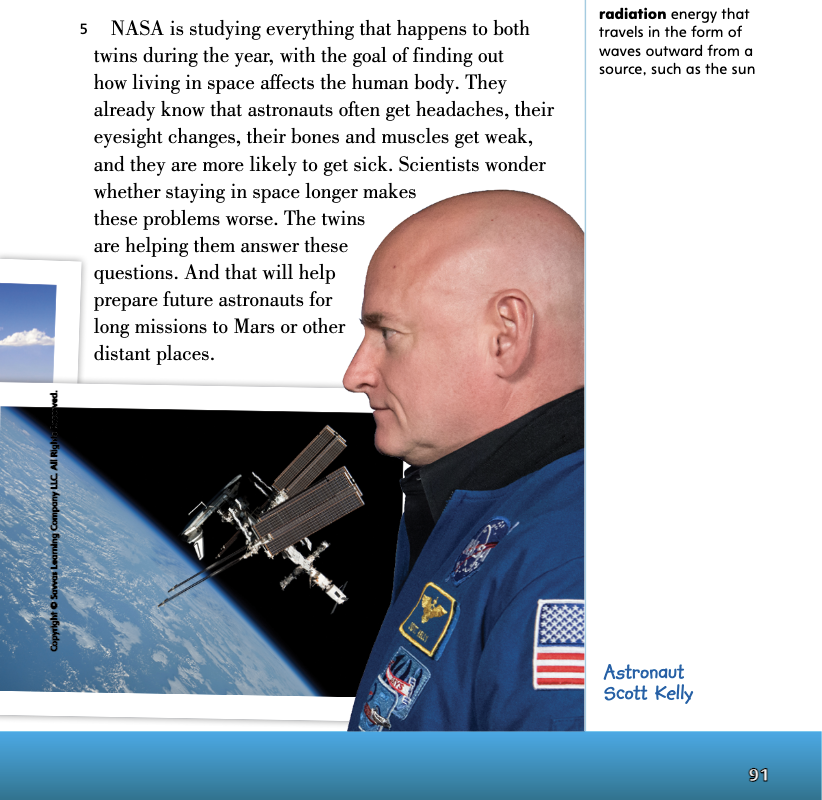 5 NASA is studying everything that happens to both
twins during the year, with the goal of finding out
how living in space affects the human body. They
already know that astronauts often get headaches, their
eyesight changes, their bones and muscles get weak,
and they are more likely to get sick. Scientists wonder
whether staying in space longer makes
these problems worse. The twins
are helping them answer these
questions. And that will help
prepare future astronauts for
long missions to Mars or other
distant places.
radiation energy that
travels in the form of
waves outward from a
source, such as the sun
Copyright © Savvas Learning Company LLC. All Rights Reserved.
NASA
Astronaut
Scott Kelly
91